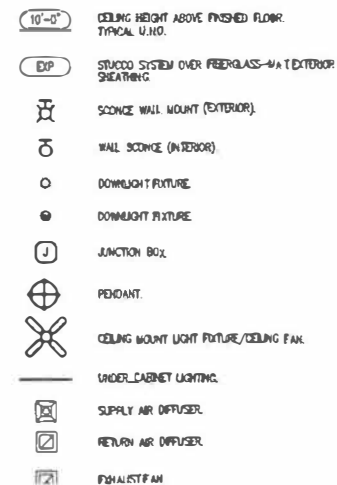 10'-0" CEILING HEIGHT ABOVE FINISHED FLOOR.
TYPICAL U.N.O.
EXP STUCCO SYSTEM OVER FIBERGLASS-MAT EXTERIOR
SHEATHING.
SCONCE WALL MOUNT (EXTERIOR).
WALL SCONCE (INTERIOR)
DOWNLIGHT FIXTURE
DOWNLIGHT FIXTURE
J JUNCTION BOX
PENDANT.
CEILING MOUNT LIGHT FIXTURE/CEILING FAN.
UNDER CABINET LIGHTING.
SUPPLY AIR DIFFUSER.
RETURN AIR DIFFUSER.
EXHAUST FAN